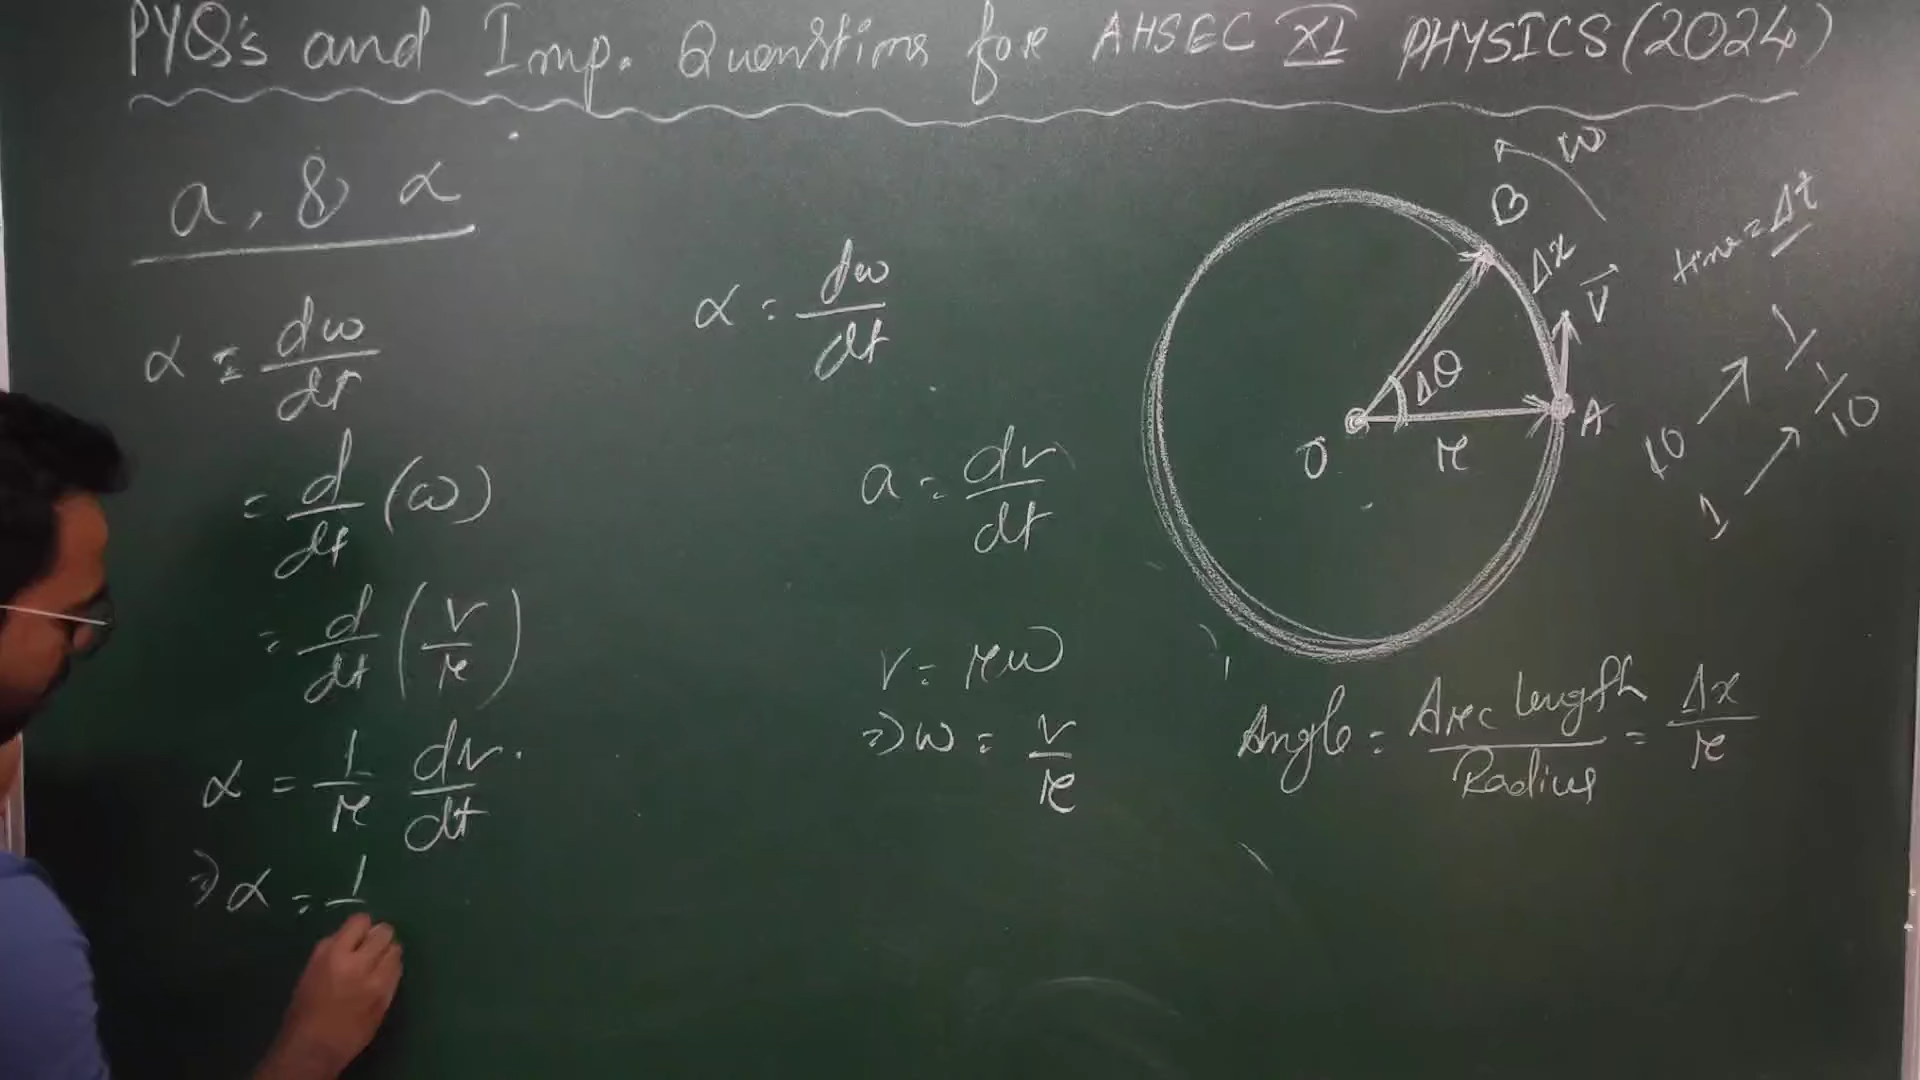 PYQ's and Imp. Quenstions for AHSEC XI PHYSICS (2024)
a, & α
α = dω/dt
= d/dt (ω)
= d/dt (v/r)
α = 1/r dv/dt
⇒ α = 1
α = dω/dt
a = dv/dt
v = rω
⇒ ω = v/r
ω
B
Δx
V⃗
time = Δt
Δθ
O
r
A
10
1
1/10
Angle = Arc length/Radius = Δx/r